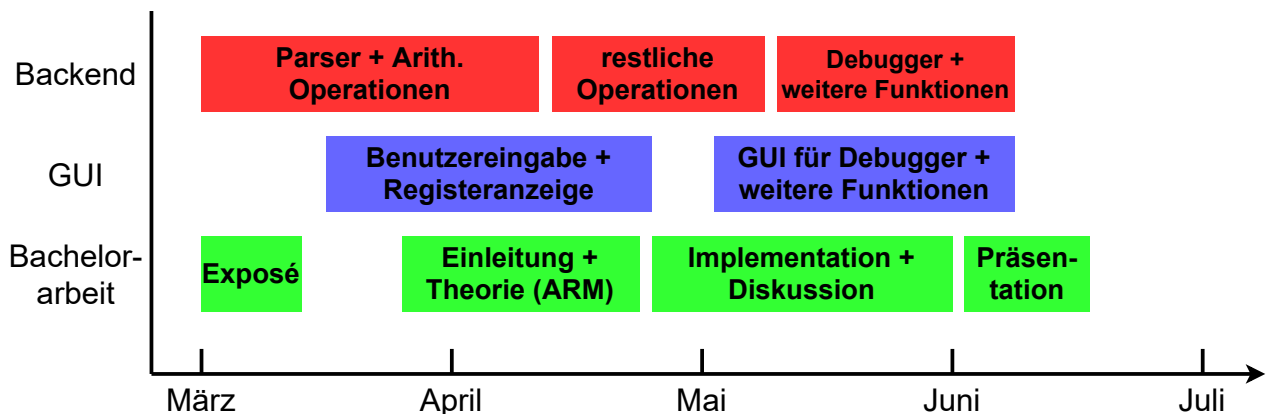 Backend
Parser + Arith.
Operationen
restliche
Operationen
Debugger +
weitere Funktionen
GUI
Benutzereingabe +
Registeranzeige
GUI für Debugger +
weitere Funktionen
Bachelor-
arbeit
Exposé
Einleitung +
Theorie (ARM)
Implementation +
Diskussion
Präsen-
tation
März
April
Mai
Juni
Juli